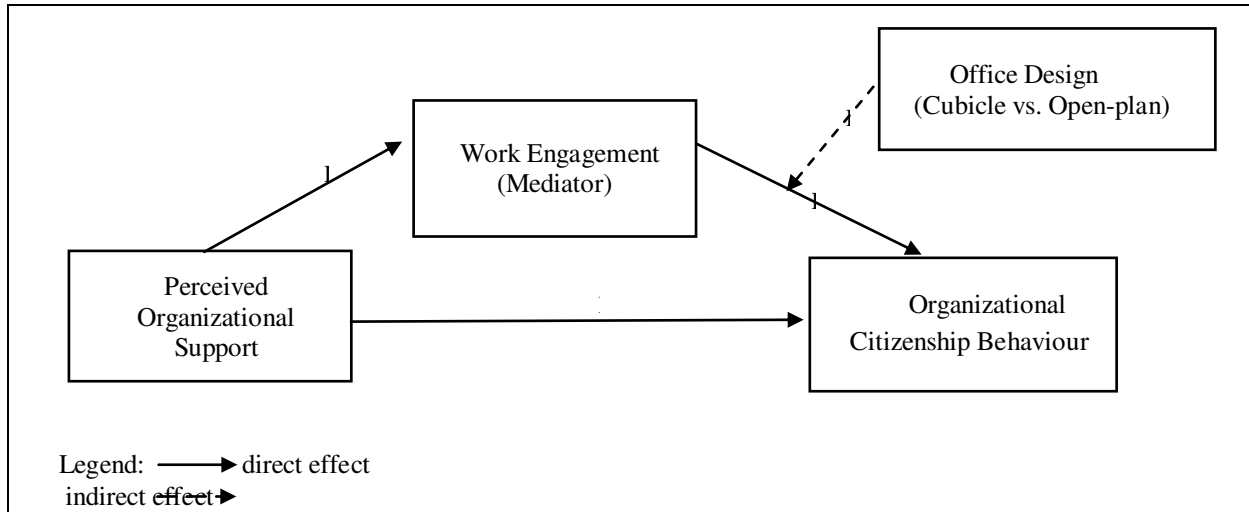 Office Design
(Cubicle vs. Open-plan)
Work Engagement
(Mediator)
]
]
]
Perceived
Organizational
Support
Organizational
Citizenship Behaviour
Legend: direct effect
indirect effect